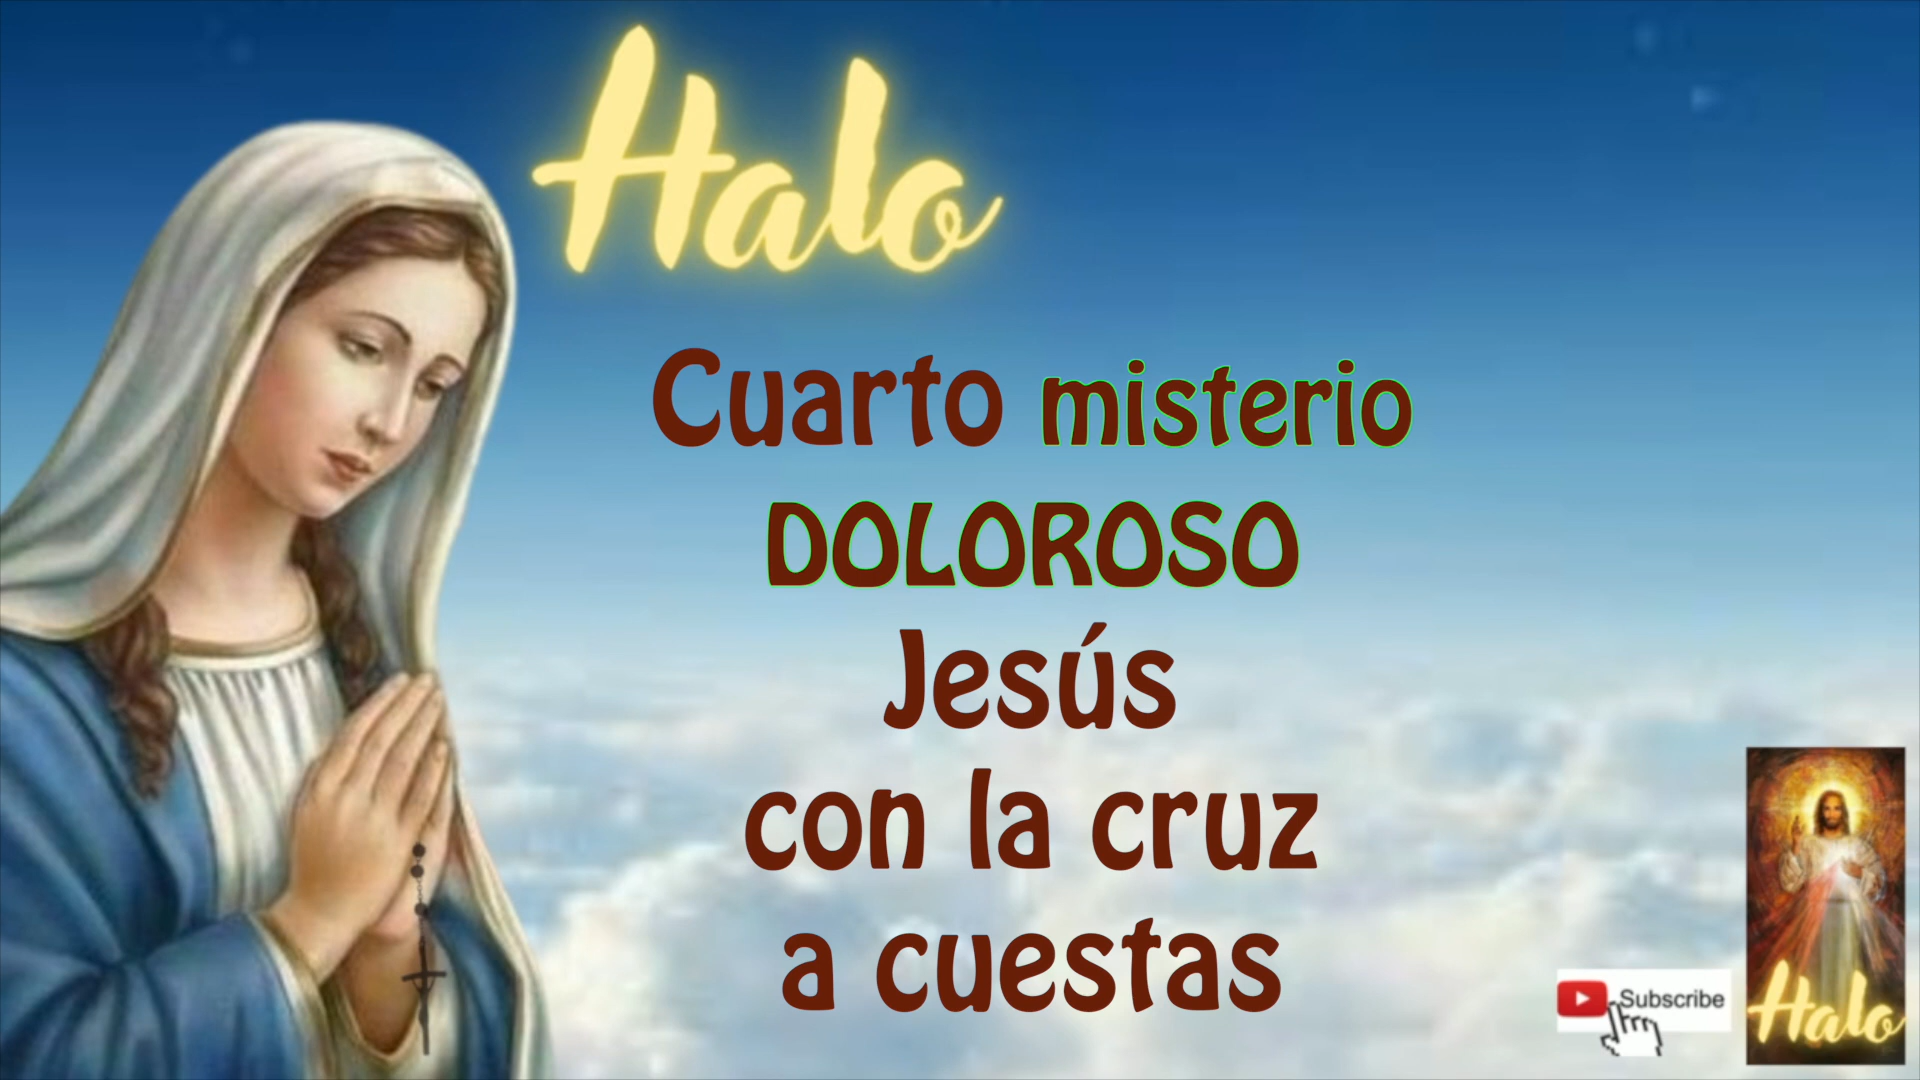 Halo
Cuarto misterio
DOLOROSO
Jesús
con la cruz
a cuestas
Subscribe
Halo